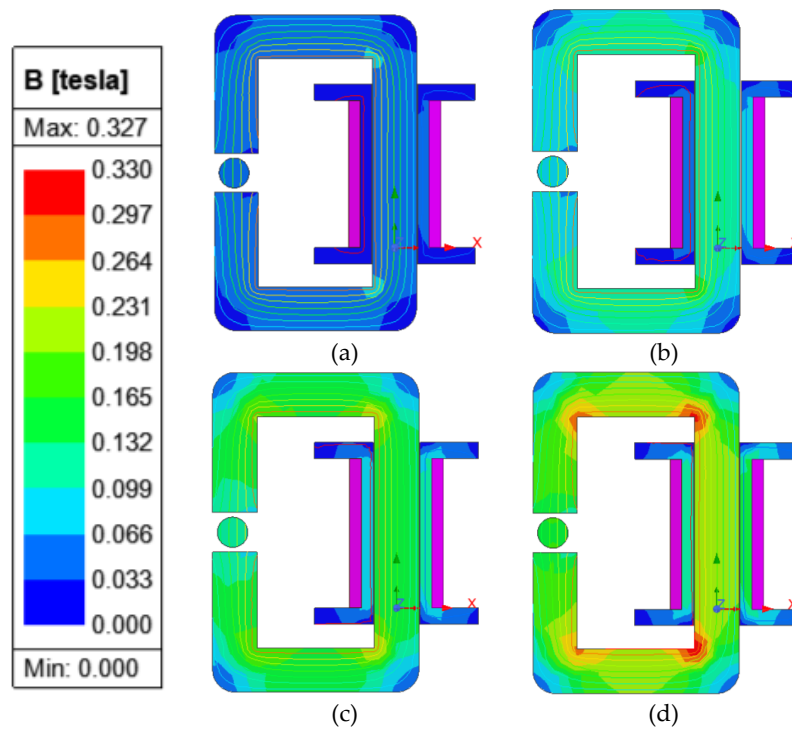 B [tesla]
Max: 0.327
0.330
0.297
0.264
0.231
0.198
0.165
0.132
0.099
0.066
0.033
0.000
Min: 0.000
Z X
(a)
Z X
(b)
Z X
(c)
Z X
(d)